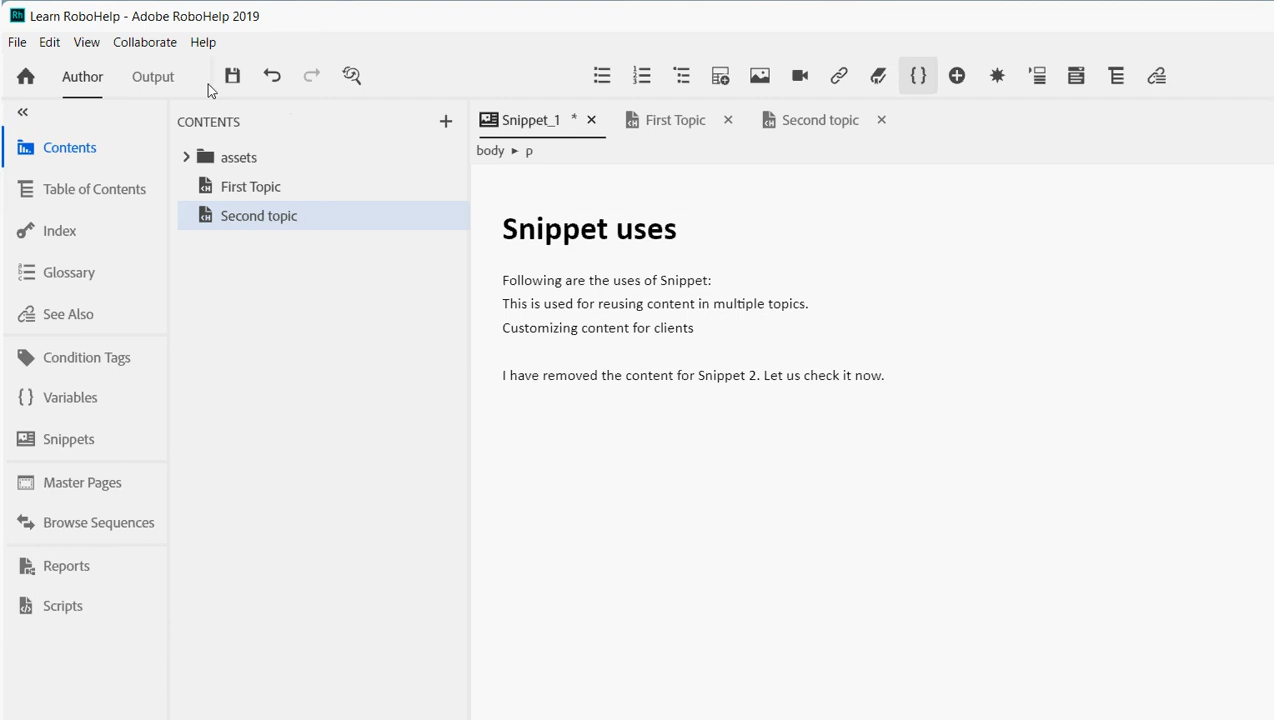 Rh Learn RoboHelp - Adobe RoboHelp 2019
File Edit View Collaborate Help
Author Output
CONTENTS
Snippet_1 * First Topic Second topic
body ▸ p
Contents
Table of Contents
Index
Glossary
See Also
Condition Tags
Variables
Snippets
Master Pages
Browse Sequences
Reports
Scripts
assets
First Topic
Second topic
Snippet uses
Following are the uses of Snippet:
This is used for reusing content in multiple topics.
Customizing content for clients
I have removed the content for Snippet 2. Let us check it now.